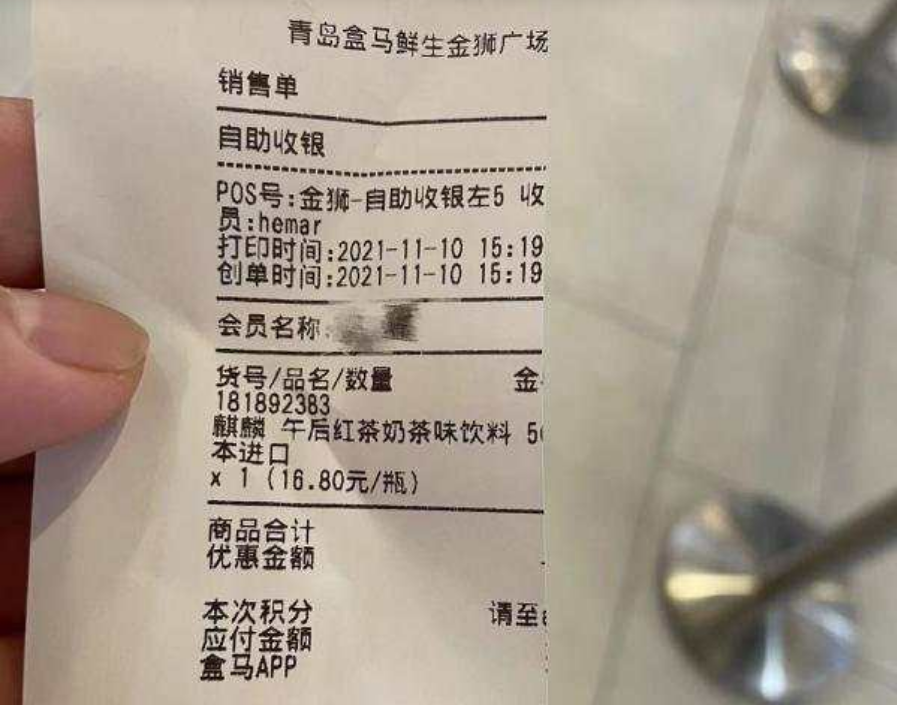 青岛盒马鲜生金狮广场
销售单
自助收银
POS号:金狮-自助收银左5 收
员:hemar
打印时间:2021-11-10 15:19
创单时间:2021-11-10 15:19
会员名称:
货号/品名/数量 金
181892383
麒麟 午后红茶奶茶味饮料 5
本进口
x 1 (16.80元/瓶)
商品合计
优惠金额
本次积分 请至
应付金额
盒马APP